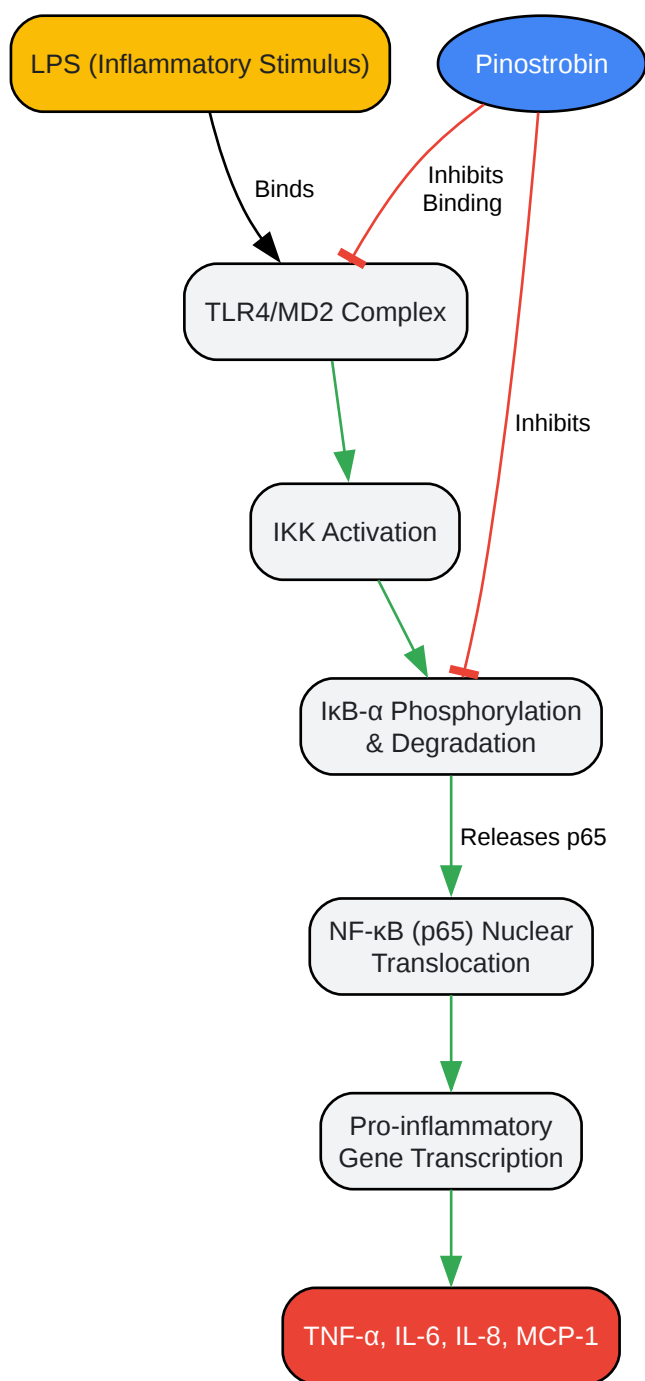 LPS (Inflammatory Stimulus)
Pinostrobin
Binds
Inhibits
Binding
TLR4/MD2 Complex
Inhibits
IKK Activation
IκB-α Phosphorylation
& Degradation
Releases p65
NF-κB (p65) Nuclear
Translocation
Pro-inflammatory
Gene Transcription
TNF-α, IL-6, IL-8, MCP-1